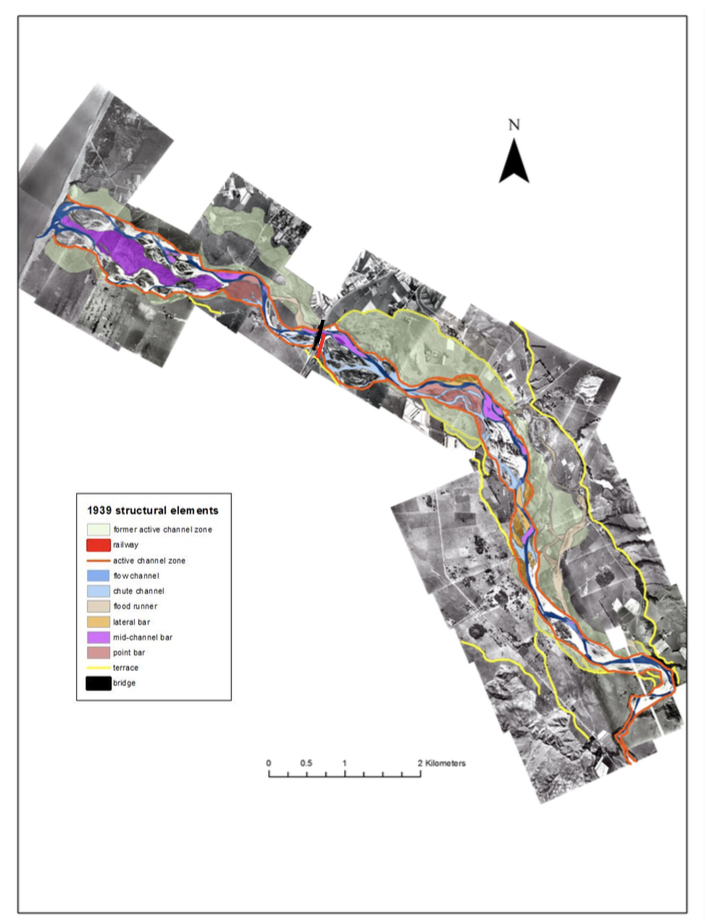 N
1939 structural elements
former active channel zone
railway
active channel zone
flow channel
chute channel
flood runner
lateral bar
mid-channel bar
point bar
terrace
bridge
0 0.5 1 2 Kilometers